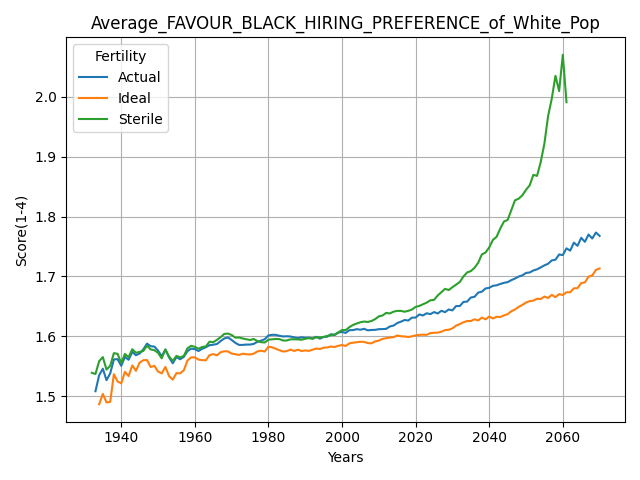 Average_FAVOUR_BLACK_HIRING_PREFERENCE_of_White_Pop
Fertility
Actual
Ideal
Sterile
2.0
1.9
1.8
1.7
1.6
1.5
Score(1-4)
1940 1960 1980 2000 2020 2040 2060
Years